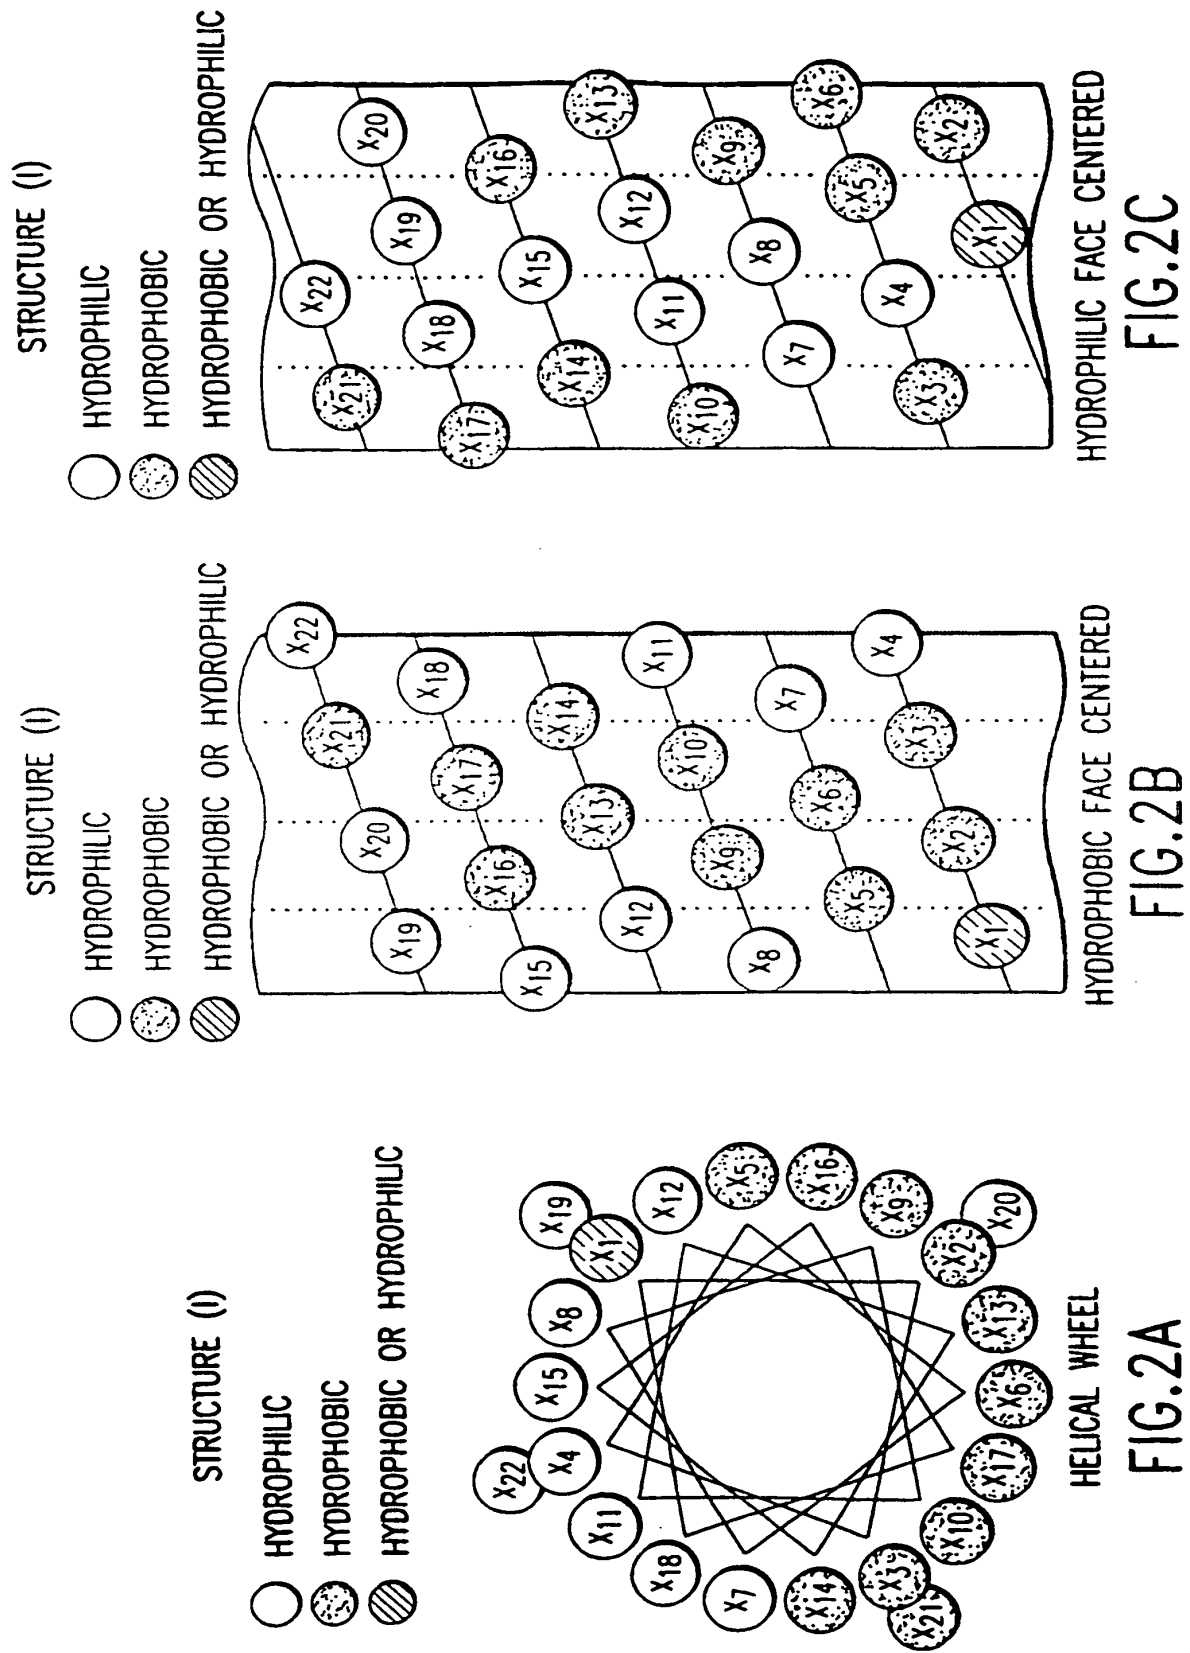 STRUCTURE (I)
HYDROPHILIC
HYDROPHOBIC
HYDROPHOBIC OR HYDROPHILIC
X22
X4
X15
X8
X19
X1
X12
X5
X16
X9
X20
X2
X13
X6
X17
X10
X3
X21
X14
X7
X18
X11
HELICAL WHEEL
FIG.2A
STRUCTURE (I)
HYDROPHILIC
HYDROPHOBIC
HYDROPHOBIC OR HYDROPHILIC
X19 X20 X21 X22
X15 X16 X17 X18
X12 X13 X14
X8 X9 X10 X11
X5 X6 X7
X1 X2 X3 X4
HYDROPHOBIC FACE CENTERED
FIG.2B
STRUCTURE (I)
HYDROPHILIC
HYDROPHOBIC
HYDROPHOBIC OR HYDROPHILIC
X21 X22
X17 X18 X19 X20
X14 X15 X16
X10 X11 X12 X13
X7 X8 X9
X3 X4 X5 X6
X1 X2
HYDROPHILIC FACE CENTERED
FIG.2C